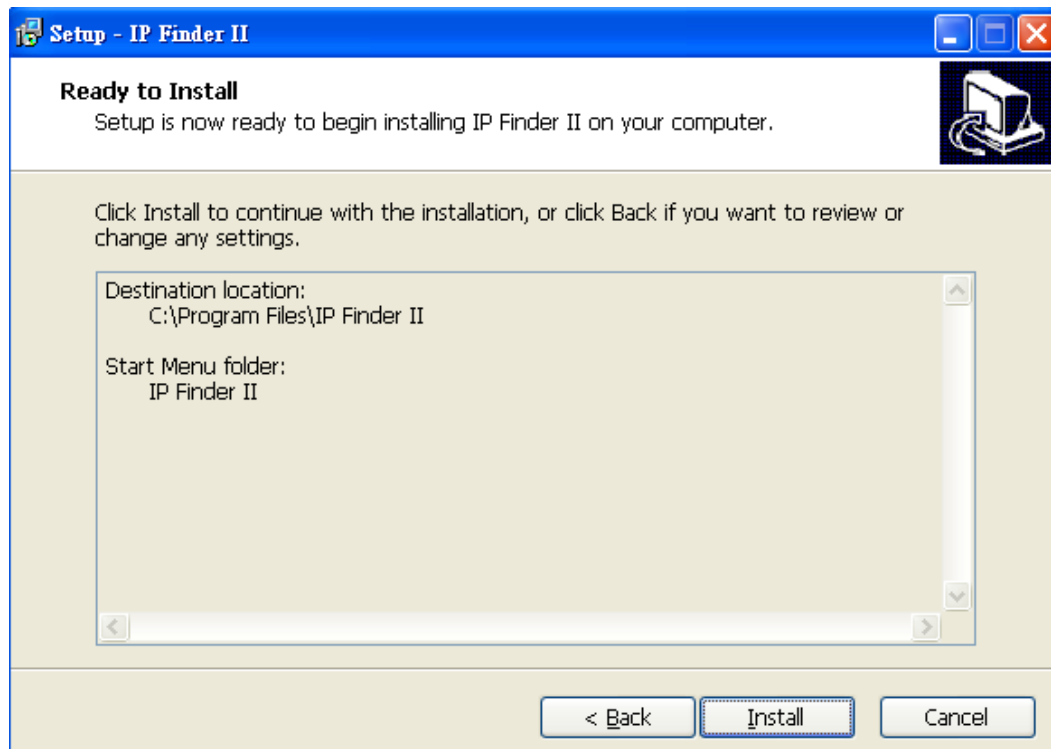 Setup - IP Finder II
Ready to Install
Setup is now ready to begin installing IP Finder II on your computer.
Click Install to continue with the installation, or click Back if you want to review or
change any settings.
Destination location:
C:\Program Files\IP Finder II
Start Menu folder:
IP Finder II
< Back
Install
Cancel